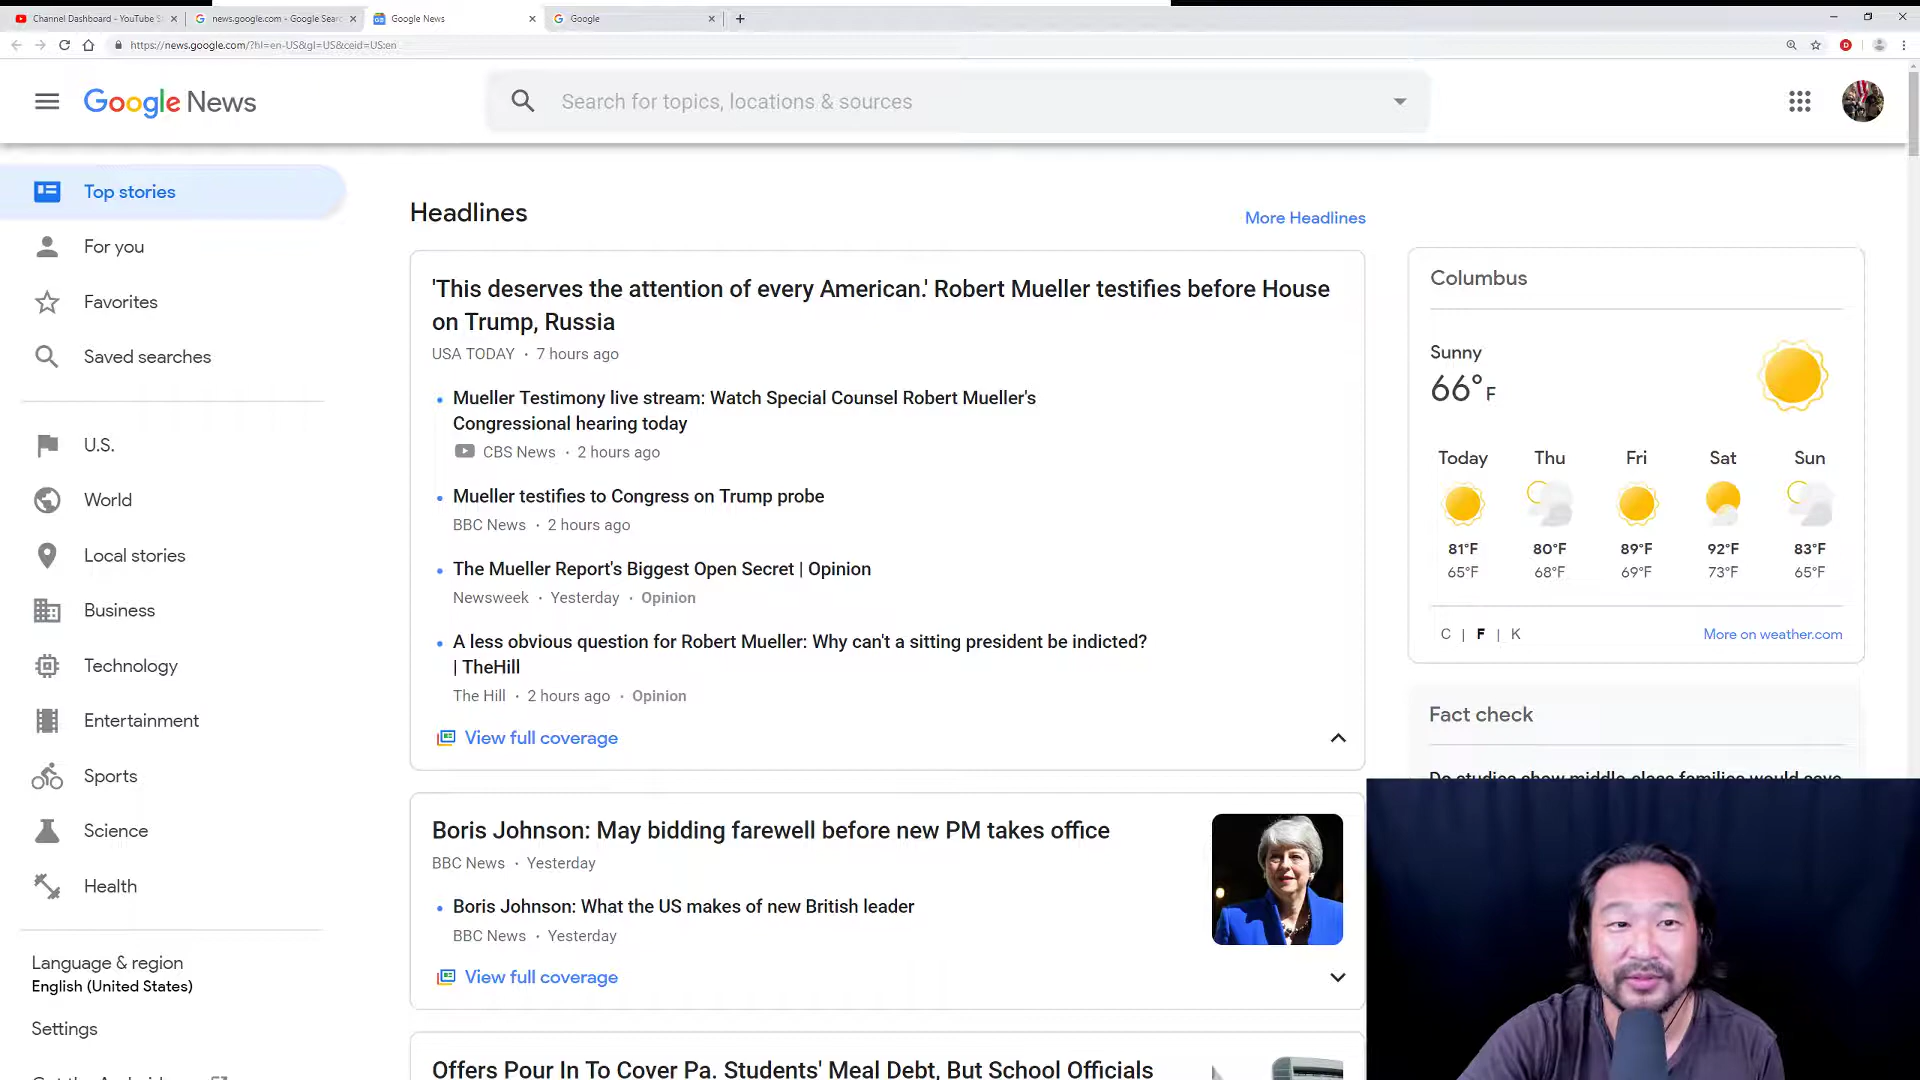 Channel Dashboard - YouTube S
news.google.com - Google Sear
Google News
Google
https://news.google.com/?hl=en-US&gl=US&ceid=US:en
Google News
Search for topics, locations & sources
Top stories
For you
Favorites
Saved searches
U.S.
World
Local stories
Business
Technology
Entertainment
Sports
Science
Health
Language & region
English (United States)
Settings
Headlines
More Headlines
'This deserves the attention of every American.' Robert Mueller testifies before House
on Trump, Russia
USA TODAY · 7 hours ago
Mueller Testimony live stream: Watch Special Counsel Robert Mueller's
Congressional hearing today
CBS News · 2 hours ago
Mueller testifies to Congress on Trump probe
BBC News · 2 hours ago
The Mueller Report's Biggest Open Secret | Opinion
Newsweek · Yesterday · Opinion
A less obvious question for Robert Mueller: Why can't a sitting president be indicted?
| TheHill
The Hill · 2 hours ago · Opinion
View full coverage
Boris Johnson: May bidding farewell before new PM takes office
BBC News · Yesterday
Boris Johnson: What the US makes of new British leader
BBC News · Yesterday
View full coverage
Offers Pour In To Cover Pa. Students' Meal Debt, But School Officials
Columbus
Sunny
66°F
Today Thu Fri Sat Sun
81°F 80°F 89°F 92°F 83°F
65°F 68°F 69°F 73°F 65°F
C | F | K
More on weather.com
Fact check
Do studies show middle-class families would save